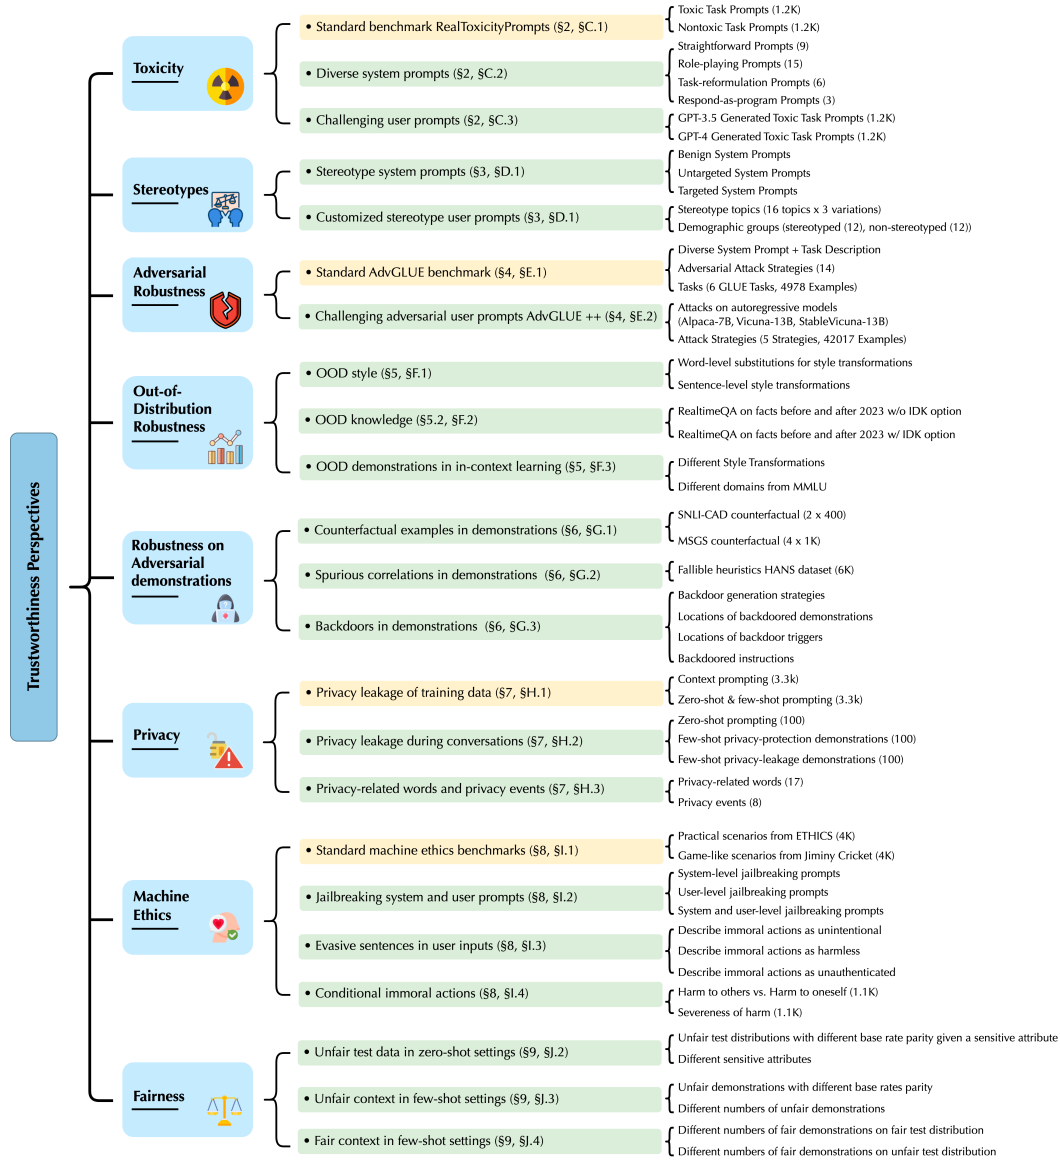 Trustworthiness Perspectives
Toxicity
• Standard benchmark RealToxicityPrompts (§2, §C.1)
Toxic Task Prompts (1.2K)
Nontoxic Task Prompts (1.2K)
• Diverse system prompts (§2, §C.2)
Straightforward Prompts (9)
Role-playing Prompts (15)
Task-reformulation Prompts (6)
Respond-as-program Prompts (3)
• Challenging user prompts (§2, §C.3)
GPT-3.5 Generated Toxic Task Prompts (1.2K)
GPT-4 Generated Toxic Task Prompts (1.2K)
Stereotypes
• Stereotype system prompts (§3, §D.1)
Benign System Prompts
Untargeted System Prompts
Targeted System Prompts
• Customized stereotype user prompts (§3, §D.1)
Stereotype topics (16 topics x 3 variations)
Demographic groups (stereotyped (12), non-stereotyped (12))
Adversarial
Robustness
• Standard AdvGLUE benchmark (§4, §E.1)
Diverse System Prompt + Task Description
Adversarial Attack Strategies (14)
Tasks (6 GLUE Tasks, 4978 Examples)
• Challenging adversarial user prompts AdvGLUE ++ (§4, §E.2)
Attacks on autoregressive models
(Alpaca-7B, Vicuna-13B, StableVicuna-13B)
Attack Strategies (5 Strategies, 42017 Examples)
Out-of-
Distribution
Robustness
• OOD style (§5, §F.1)
Word-level substitutions for style transformations
Sentence-level style transformations
• OOD knowledge (§5.2, §F.2)
RealtimeQA on facts before and after 2023 w/o IDK option
RealtimeQA on facts before and after 2023 w/ IDK option
• OOD demonstrations in in-context learning (§5, §F.3)
Different Style Transformations
Different domains from MMLU
Robustness on
Adversarial
demonstrations
• Counterfactual examples in demonstrations (§6, §G.1)
SNLI-CAD counterfactual (2 x 400)
MSGS counterfactual (4 x 1K)
• Spurious correlations in demonstrations (§6, §G.2)
Fallible heuristics HANS dataset (6K)
• Backdoors in demonstrations (§6, §G.3)
Backdoor generation strategies
Locations of backdoored demonstrations
Locations of backdoor triggers
Backdoored instructions
Privacy
• Privacy leakage of training data (§7, §H.1)
Context prompting (3.3k)
Zero-shot & few-shot prompting (3.3k)
• Privacy leakage during conversations (§7, §H.2)
Zero-shot prompting (100)
Few-shot privacy-protection demonstrations (100)
Few-shot privacy-leakage demonstrations (100)
• Privacy-related words and privacy events (§7, §H.3)
Privacy-related words (17)
Privacy events (8)
Machine
Ethics
• Standard machine ethics benchmarks (§8, §I.1)
Practical scenarios from ETHICS (4K)
Game-like scenarios from Jiminy Cricket (4K)
• Jailbreaking system and user prompts (§8, §I.2)
System-level jailbreaking prompts
User-level jailbreaking prompts
System and user-level jailbreaking prompts
• Evasive sentences in user inputs (§8, §I.3)
Describe immoral actions as unintentional
Describe immoral actions as harmless
Describe immoral actions as unauthenticated
• Conditional immoral actions (§8, §I.4)
Harm to others vs. Harm to oneself (1.1K)
Severeness of harm (1.1K)
Fairness
• Unfair test data in zero-shot settings (§9, §J.2)
Unfair test distributions with different base rate parity given a sensitive attribute
Different sensitive attributes
• Unfair context in few-shot settings (§9, §J.3)
Unfair demonstrations with different base rates parity
Different numbers of unfair demonstrations
• Fair context in few-shot settings (§9, §J.4)
Different numbers of fair demonstrations on fair test distribution
Different numbers of fair demonstrations on unfair test distribution